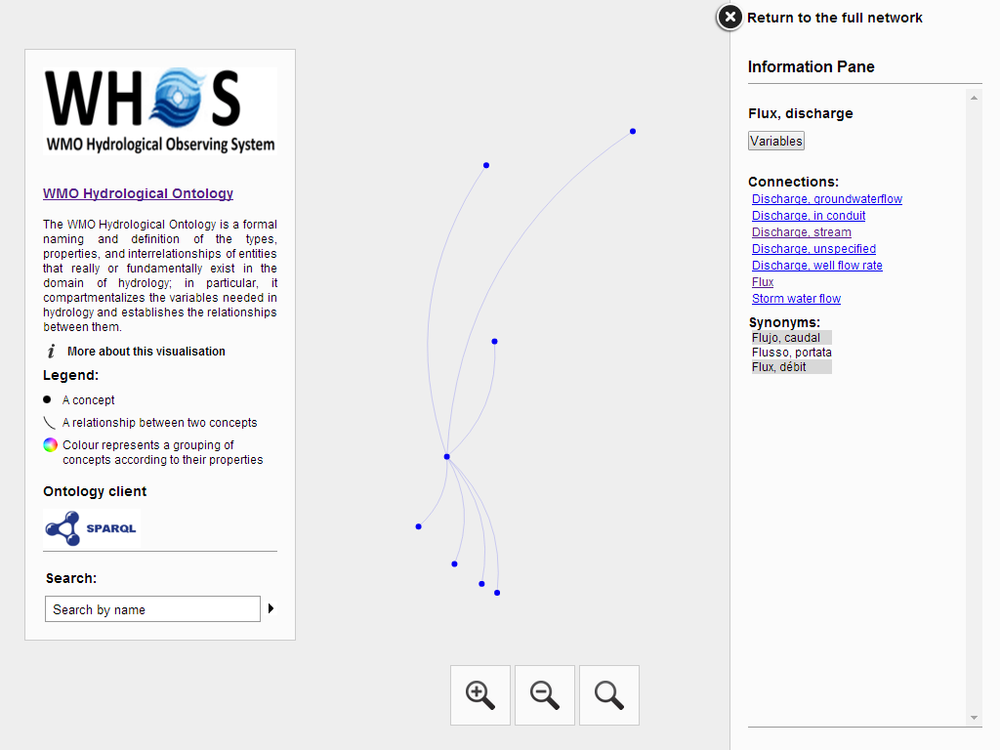 WHOS
WMO Hydrological Observing System
WMO Hydrological Ontology
The WMO Hydrological Ontology is a formal
naming and definition of the types,
properties, and interrelationships of entities
that really or fundamentally exist in the
domain of hydrology; in particular, it
compartmentalizes the variables needed in
hydrology and establishes the relationships
between them.
i More about this visualisation
Legend:
A concept
A relationship between two concepts
Colour represents a grouping of
concepts according to their properties
Ontology client
SPARQL
Search:
Search by name
Return to the full network
Information Pane
Flux, discharge
Variables
Connections:
Discharge, groundwaterflow
Discharge, in conduit
Discharge, stream
Discharge, unspecified
Discharge, well flow rate
Flux
Storm water flow
Synonyms:
Flujo, caudal
Flusso, portata
Flux, débit